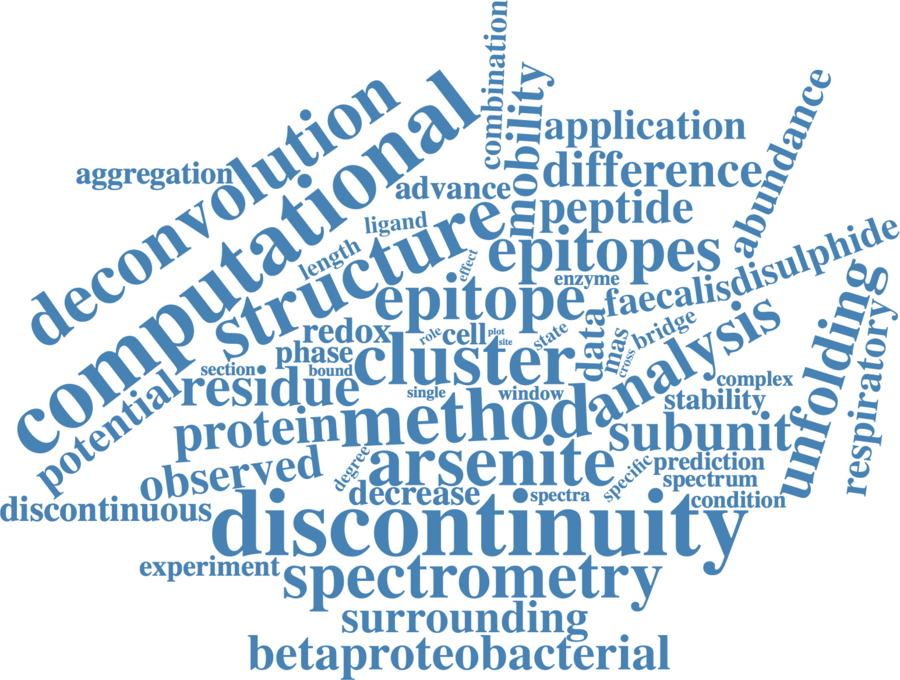 combination
mobility
abundance
deconvolution
computational
application
aggregation
difference
advance
peptide
ligand
structure
length
epitopes
effect
enzyme
epitope
faecalis
disulphide
redox
role
cell
plot
site
state
data
mas
bridge
phase
cluster
cross
analysis
unfolding
respiratory
section
bound
residue
single
window
complex
potential
stability
protein
method
subunit
observed
degree
arsenite
specific
prediction
spectrum
decrease
spectra
condition
discontinuous
discontinuity
experiment
spectrometry
surrounding
betaproteobacterial